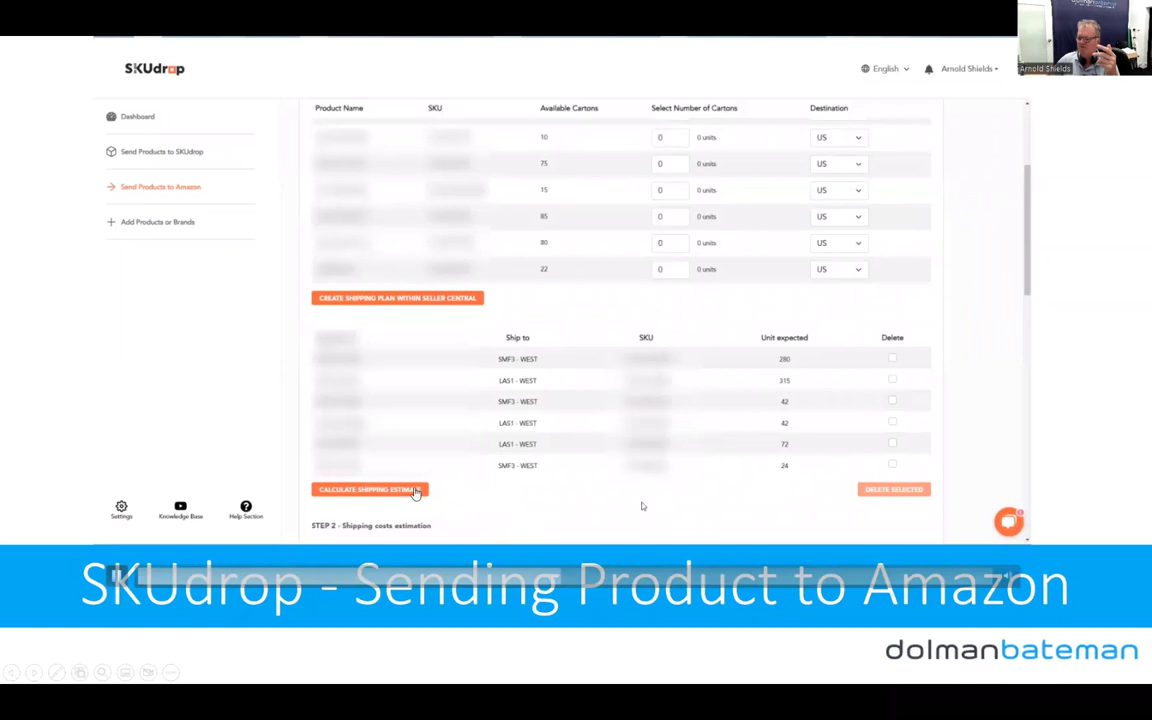 SKUdrop
English
Arnold Shields
Arnold Shields
Dashboard
Send Products to SKUdrop
Send Products to Amazon
Add Products or Brands
Product Name SKU Available Cartons Select Number of Cartons Destination
10 0 0 units US
75 0 0 units US
15 0 0 units US
85 0 0 units US
80 0 0 units US
22 0 0 units US
CREATE SHIPPING PLAN WITHIN SELLER CENTRAL
Ship to SKU Unit expected Delete
SMF3 - WEST 280
LAS1 - WEST 315
SMF3 - WEST 42
LAS1 - WEST 42
LAS1 - WEST 72
SMF3 - WEST 24
CALCULATE SHIPPING ESTIMATE
DELETE SELECTED
STEP 2 - Shipping costs estimation
Settings
Knowledge Base
Help Section
SKUdrop - Sending Product to Amazon
dolmanbateman